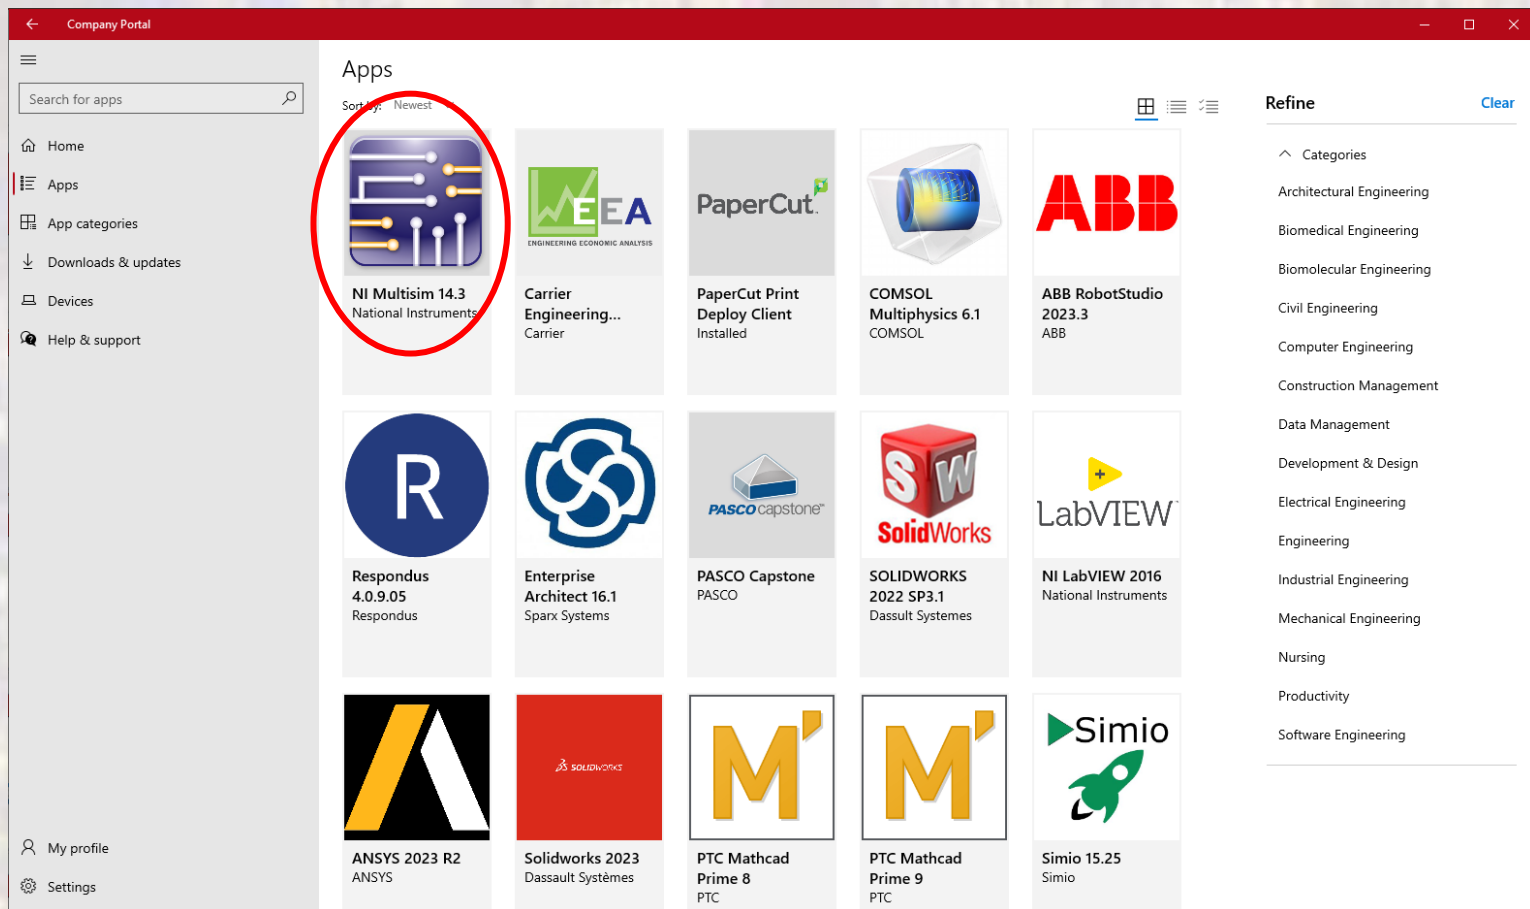 Company Portal
Search for apps
Home
Apps
App categories
Downloads & updates
Devices
Help & support
My profile
Settings
Apps
Sort by: Newest
NI Multisim 14.3
National Instruments
EEA
ENGINEERING ECONOMIC ANALYSIS
Carrier
Engineering...
Carrier
PaperCut
PaperCut Print
Deploy Client
Installed
COMSOL
Multiphysics 6.1
COMSOL
ABB
ABB RobotStudio
2023.3
ABB
R
Respondus
4.0.9.05
Respondus
Enterprise
Architect 16.1
Sparx Systems
PASCO capstone™
PASCO Capstone
PASCO
SW
SolidWorks
SOLIDWORKS
2022 SP3.1
Dassult Systemes
LabVIEW™
NI LabVIEW 2016
National Instruments
ANSYS 2023 R2
ANSYS
SOLIDWORKS
Solidworks 2023
Dassault Systèmes
M'
PTC Mathcad
Prime 8
PTC
M'
PTC Mathcad
Prime 9
PTC
Simio
Simio 15.25
Simio
Refine
Clear
Categories
Architectural Engineering
Biomedical Engineering
Biomolecular Engineering
Civil Engineering
Computer Engineering
Construction Management
Data Management
Development & Design
Electrical Engineering
Engineering
Industrial Engineering
Mechanical Engineering
Nursing
Productivity
Software Engineering